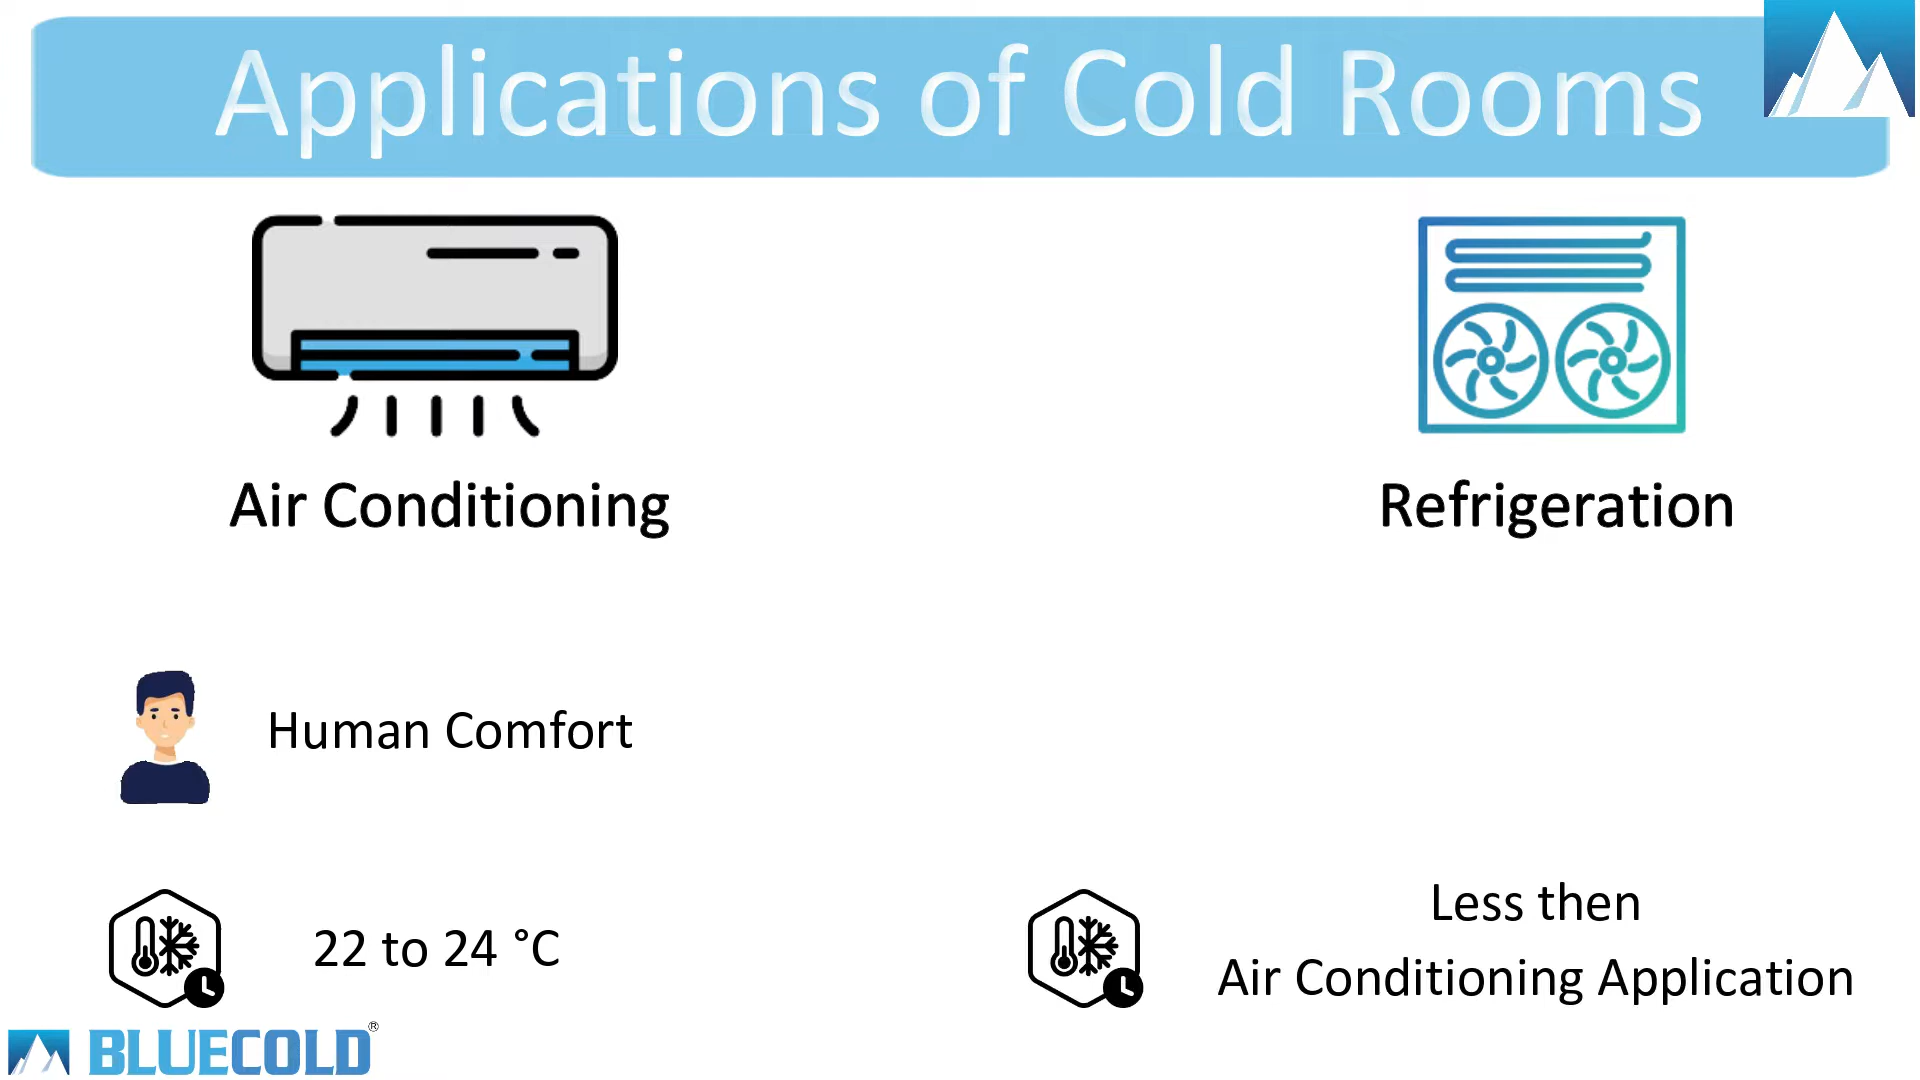 Applications of Cold Rooms
Air Conditioning
Refrigeration
Human Comfort
22 to 24 °C
Less then
Air Conditioning Application
BLUECOLD®